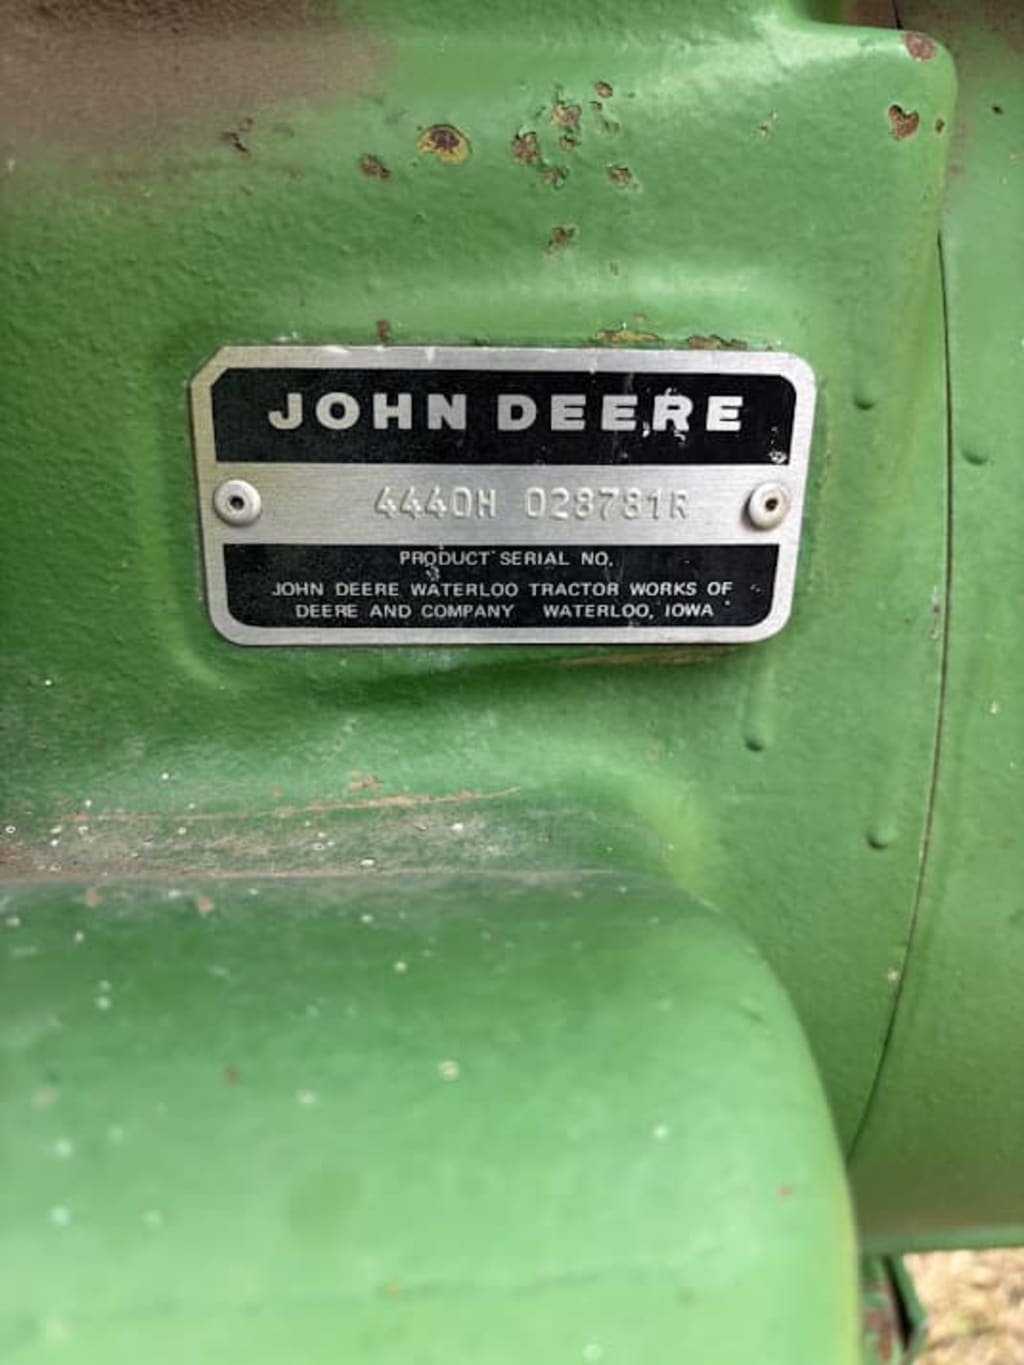 JOHN DEERE
4440H 028781R
PRODUCT SERIAL NO.
JOHN DEERE WATERLOO TRACTOR WORKS OF
DEERE AND COMPANY WATERLOO, IOWA